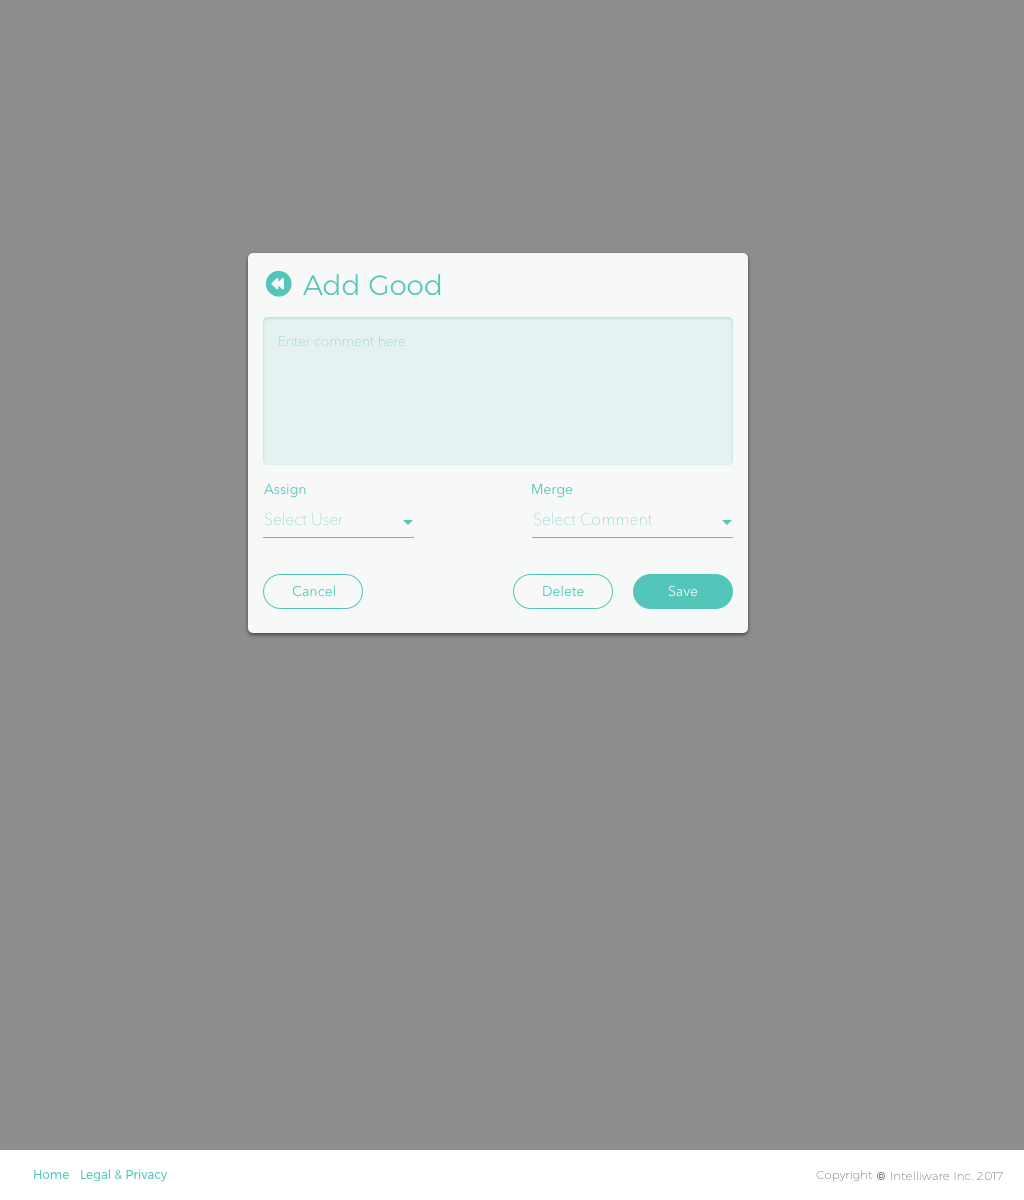 Add Good
Enter comment here
Assign Merge
Select User Select Comment
Cancel Delete Save
Home Legal & Privacy Copyright © Intelliware Inc. 2017